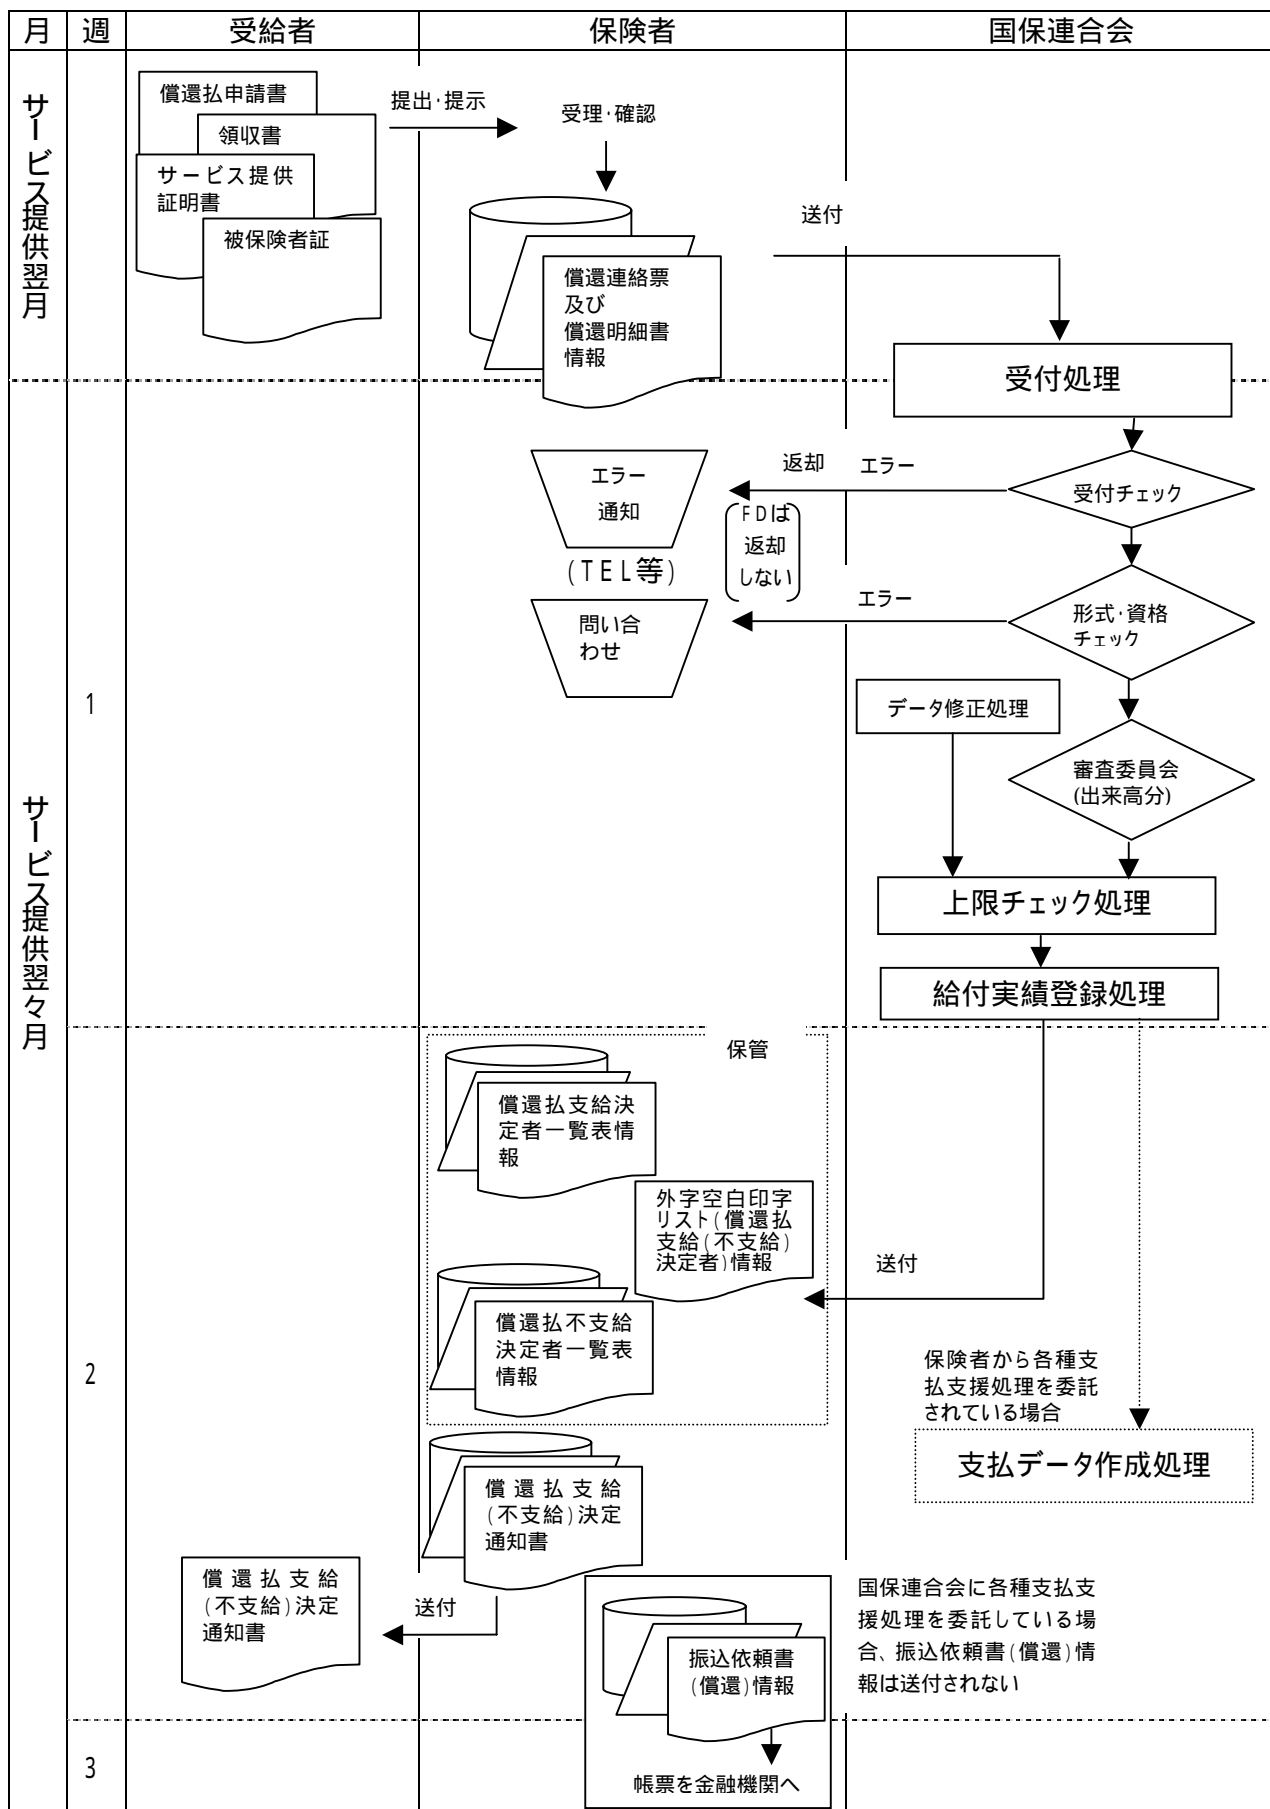 月 週 受給者 保険者 国保連合会
サービス提供翌月
償還払申請書
領収書
サービス提供
証明書
被保険者証
提出・提示
受理・確認
償還連絡票
及び
償還明細書
情報
送付
受付処理
サービス提供翌々月
1
エラー
通知
(TEL等)
問い合
わせ
返却 エラー
FDは
返却
しない
エラー
受付チェック
形式・資格
チェック
データ修正処理
審査委員会
(出来高分)
上限チェック処理
給付実績登録処理
2
保管
償還払支給決
定者一覧表情
報
外字空白印字
リスト(償還払
支給(不支給)
決定者)情報
償還払不支給
決定者一覧表
情報
送付
保険者から各種支
払支援処理を委託
されている場合
支払データ作成処理
償還払支給
(不支給)決定
通知書
送付
償還払支給
(不支給)決定
通知書
振込依頼書
(償還)情報
国保連合会に各種支払支
援処理を委託している場
合、振込依頼書(償還)情
報は送付されない
3
帳票を金融機関へ